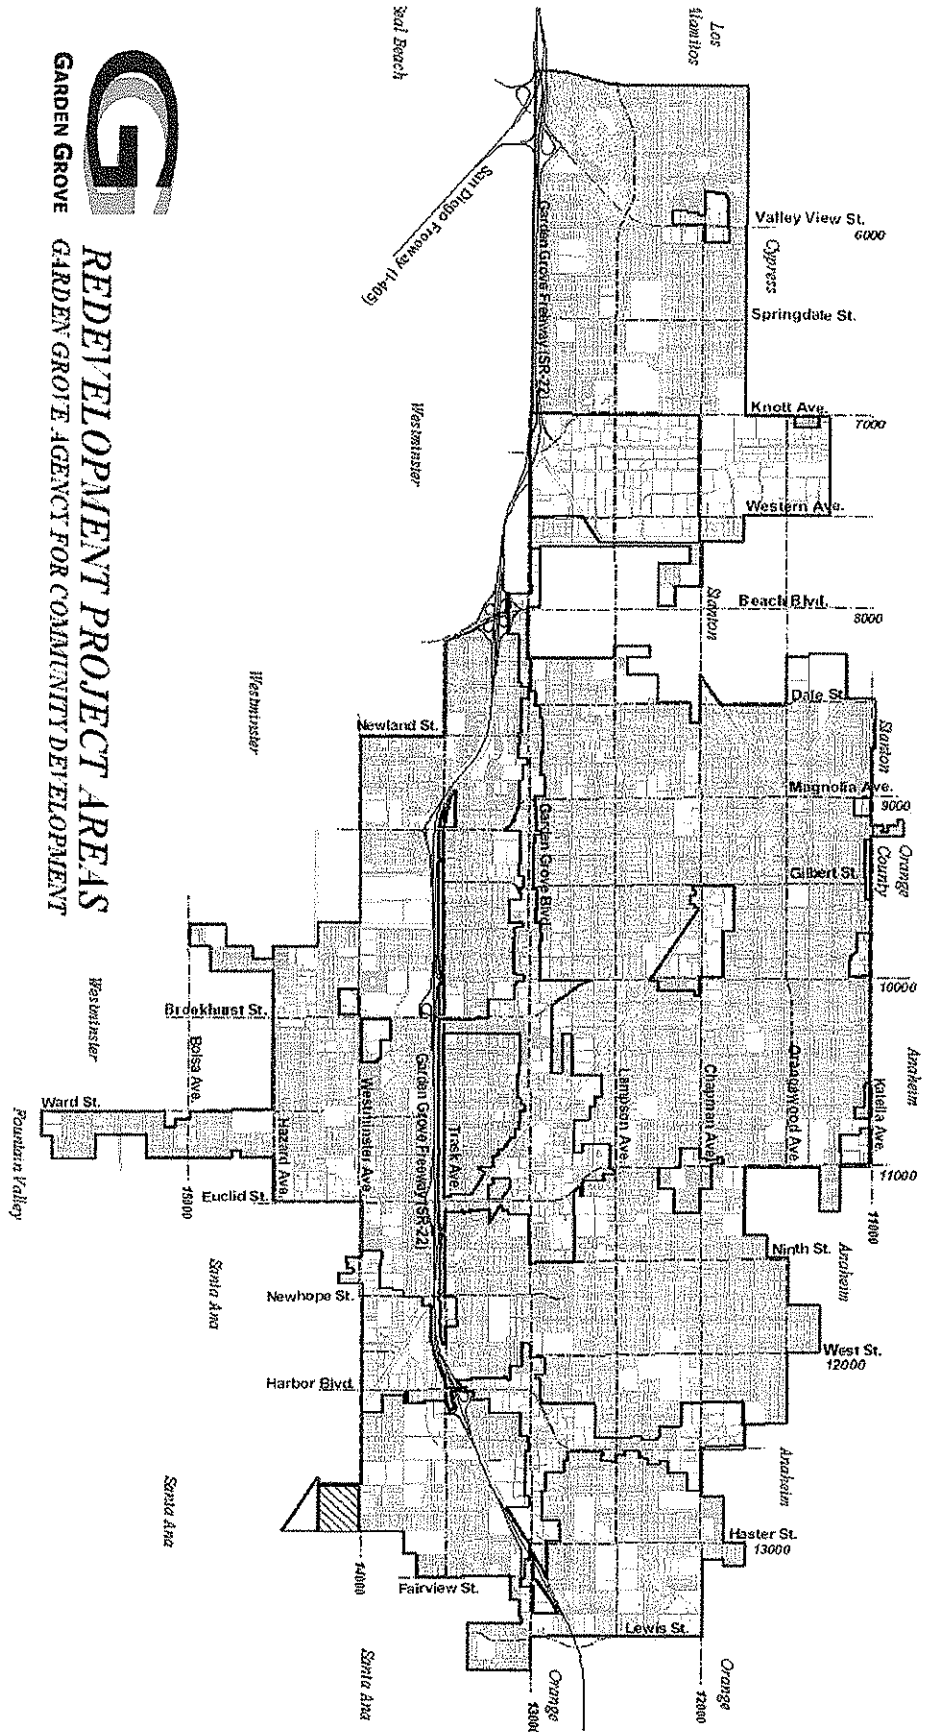 Los
Alamitos
Seal Beach
Valley View St.
6000
Cypress
San Diego Freeway (I-405)
Garden Grove Freeway (SR-22)
Springdale St.
Knott Ave.
7000
Westminster
Western Ave.
Stanton
Beach Blvd.
8000
Westminster
Newland St.
Dale St.
Stanton
Magnolia Ave.
9000
Orange
County
Garden Grove Blvd.
Gilbert St.
10000
Westminster
Brookhurst St.
Bolsa Ave.
Westminster Ave.
Garden Grove Freeway (SR-22)
Trask Ave.
Lampson Ave.
Chapman Ave.
Orangewood Ave.
Katella Ave.
Anaheim
Ward St.
Hazard Ave.
Fountain Valley
Euclid St.
15000
11000
11000
Santa Ana
Ninth St.
Anaheim
Newhope St.
West St.
12000
Harbor Blvd.
Anaheim
Santa Ana
Haster St.
13000
14000
Fairview St.
Lewis St.
Santa Ana
Orange
13000
12000
Orange
G
GARDEN GROVE
REDEVELOPMENT PROJECT AREAS
GARDEN GROVE AGENCY FOR COMMUNITY DEVELOPMENT